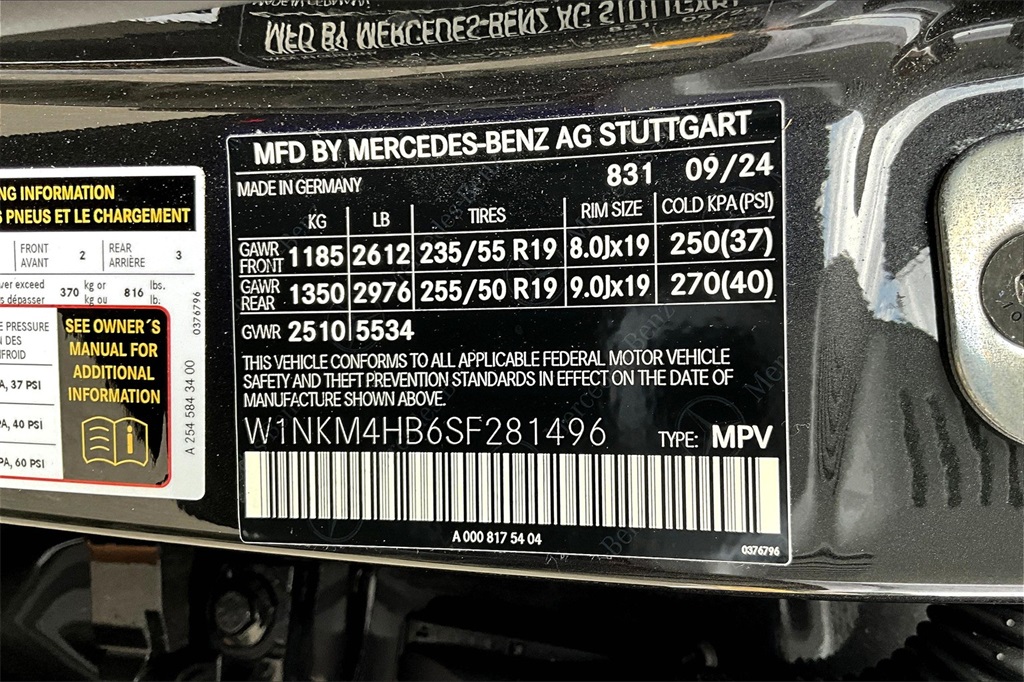 MFD BY MERCEDES-BENZ AG STUTTGART
MADE IN GERMANY 831 09/24
KG LB TIRES RIM SIZE COLD KPA (PSI)
GAWR FRONT 1185 2612 235/55 R19 8.0Jx19 250(37)
GAWR REAR 1350 2976 255/50 R19 9.0Jx19 270(40)
GVWR 2510 5534
THIS VEHICLE CONFORMS TO ALL APPLICABLE FEDERAL MOTOR VEHICLE
SAFETY AND THEFT PREVENTION STANDARDS IN EFFECT ON THE DATE OF
MANUFACTURE SHOWN ABOVE.
W1NKM4HB6SF281496 TYPE: MPV
A 000 817 54 04
0376796
NG INFORMATION
S PNEUS ET LE CHARGEMENT
FRONT 2 REAR 3
AVANT ARRIÈRE
ver exceed 370 kg or 816 lbs.
s dépasser kg ou lb.
E PRESSURE
N DES
FROID
A, 37 PSI
A, 40 PSI
PA, 60 PSI
SEE OWNER´S
MANUAL FOR
ADDITIONAL
INFORMATION
A 254 584 34 00
0376796